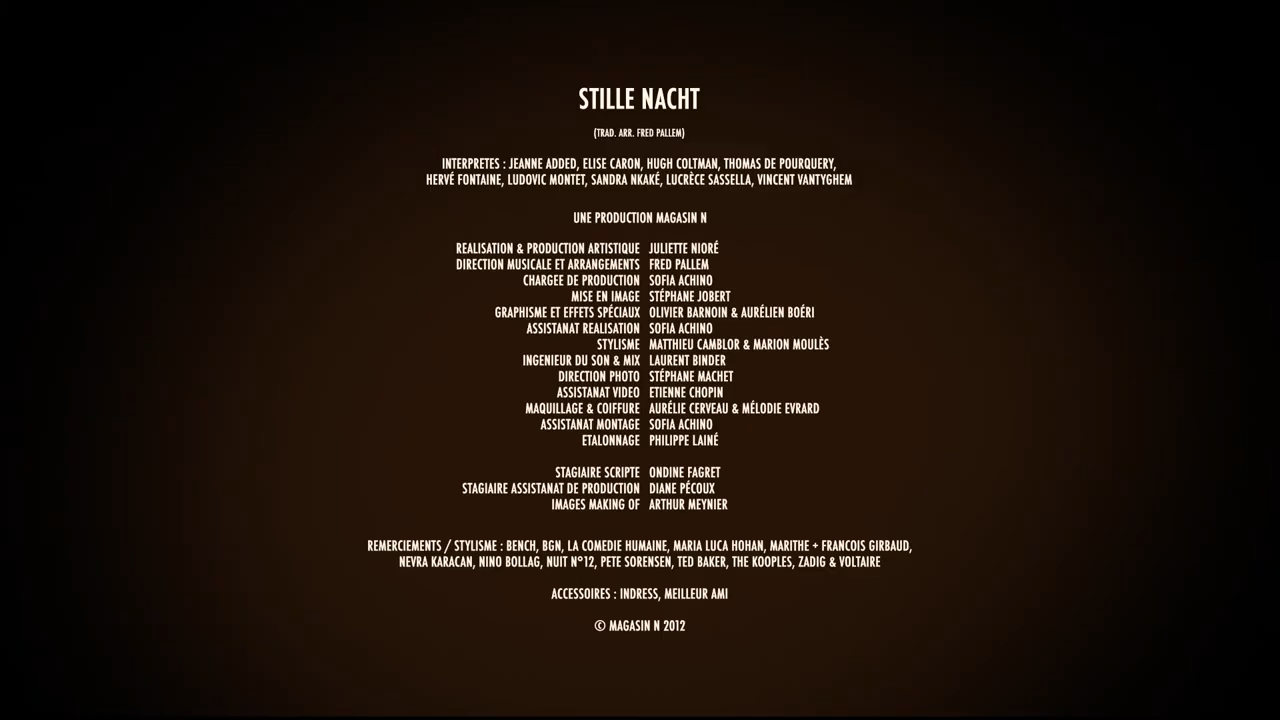 STILLE NACHT
(TRAD. ARR. FRED PALLEM)
INTERPRETES : JEANNE ADDED, ELISE CARON, HUGH COLTMAN, THOMAS DE POURQUERY,
HERVÉ FONTAINE, LUDOVIC MONTET, SANDRA NKAKÉ, LUCRÈCE SASSELLA, VINCENT VANTYGHEM
UNE PRODUCTION MAGASIN N
REALISATION & PRODUCTION ARTISTIQUE JULIETTE NIORÉ
DIRECTION MUSICALE ET ARRANGEMENTS FRED PALLEM
CHARGEE DE PRODUCTION SOFIA ACHINO
MISE EN IMAGE STÉPHANE JOBERT
GRAPHISME ET EFFETS SPÉCIAUX OLIVIER BARNOIN & AURÉLIEN BOÉRI
ASSISTANAT REALISATION SOFIA ACHINO
STYLISME MATTHIEU CAMBLOR & MARION MOULÈS
INGENIEUR DU SON & MIX LAURENT BINDER
DIRECTION PHOTO STÉPHANE MACHET
ASSISTANAT VIDEO ETIENNE CHOPIN
MAQUILLAGE & COIFFURE AURÉLIE CERVEAU & MÉLODIE EVRARD
ASSISTANAT MONTAGE SOFIA ACHINO
ETALONNAGE PHILIPPE LAINÉ
STAGIAIRE SCRIPTE ONDINE FAGRET
STAGIAIRE ASSISTANAT DE PRODUCTION DIANE PÉCOUX
IMAGES MAKING OF ARTHUR MEYNIER
REMERCIEMENTS / STYLISME : BENCH, BGN, LA COMEDIE HUMAINE, MARIA LUCA HOHAN, MARITHE + FRANCOIS GIRBAUD,
NEVRA KARACAN, NINO BOLLAG, NUIT N°12, PETE SORENSEN, TED BAKER, THE KOOPLES, ZADIG & VOLTAIRE
ACCESSOIRES : INDRESS, MEILLEUR AMI
© MAGASIN N 2012